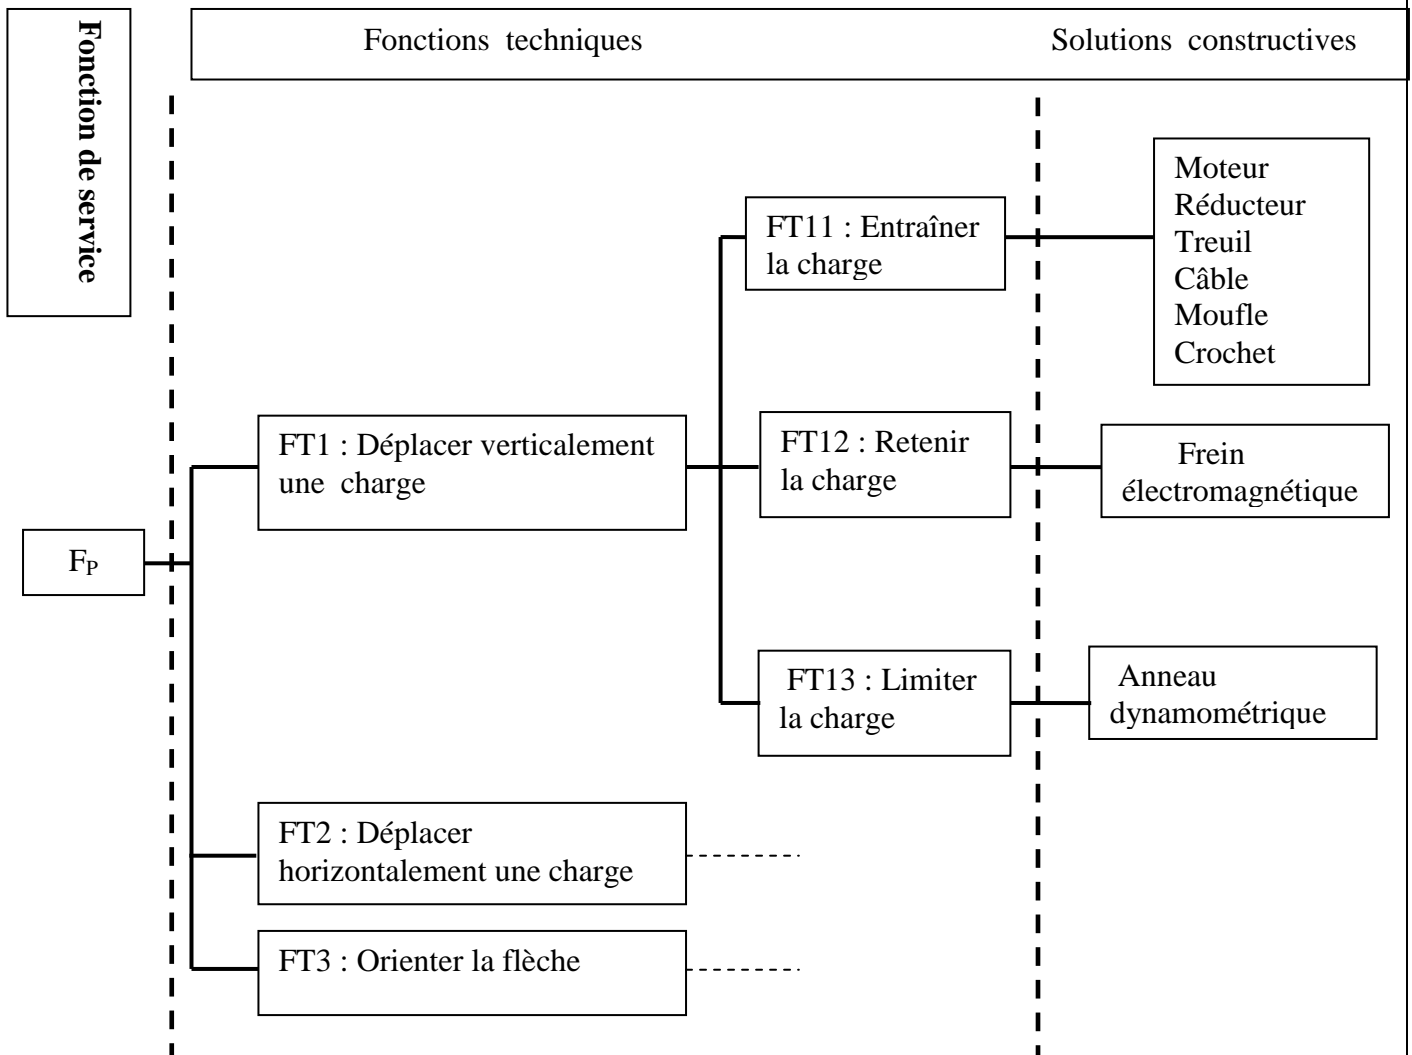 Fonction de service
Fonctions techniques
Solutions constructives
FT11 : Entraîner
la charge
Moteur
Réducteur
Treuil
Câble
Moufle
Crochet
FT1 : Déplacer verticalement
une charge
FT12 : Retenir
la charge
Frein
électromagnétique
FP
FT13 : Limiter
la charge
Anneau
dynamométrique
FT2 : Déplacer
horizontalement une charge
FT3 : Orienter la flèche